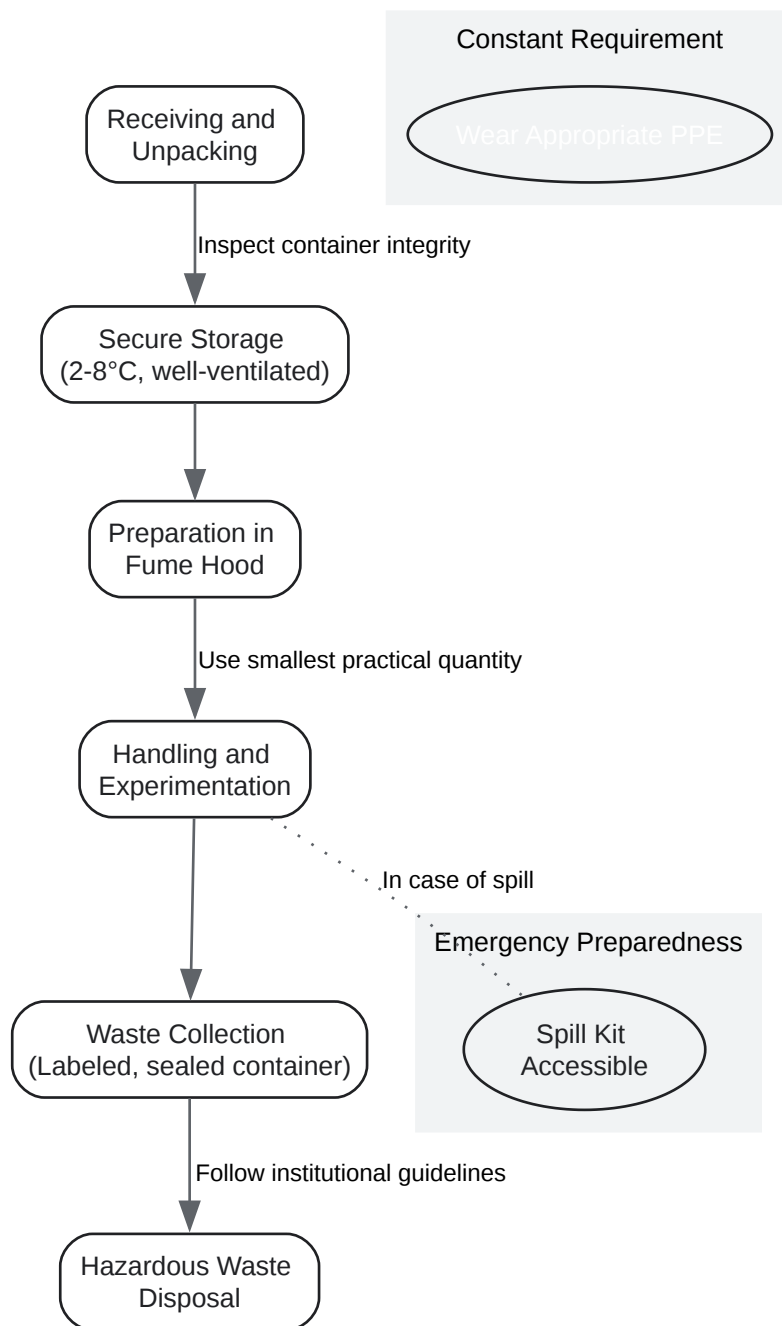 Constant Requirement
Wear Appropriate PPE
Receiving and
Unpacking
Inspect container integrity
Secure Storage
(2-8°C, well-ventilated)
Preparation in
Fume Hood
Use smallest practical quantity
Handling and
Experimentation
In case of spill
Emergency Preparedness
Spill Kit
Accessible
Waste Collection
(Labeled, sealed container)
Follow institutional guidelines
Hazardous Waste
Disposal